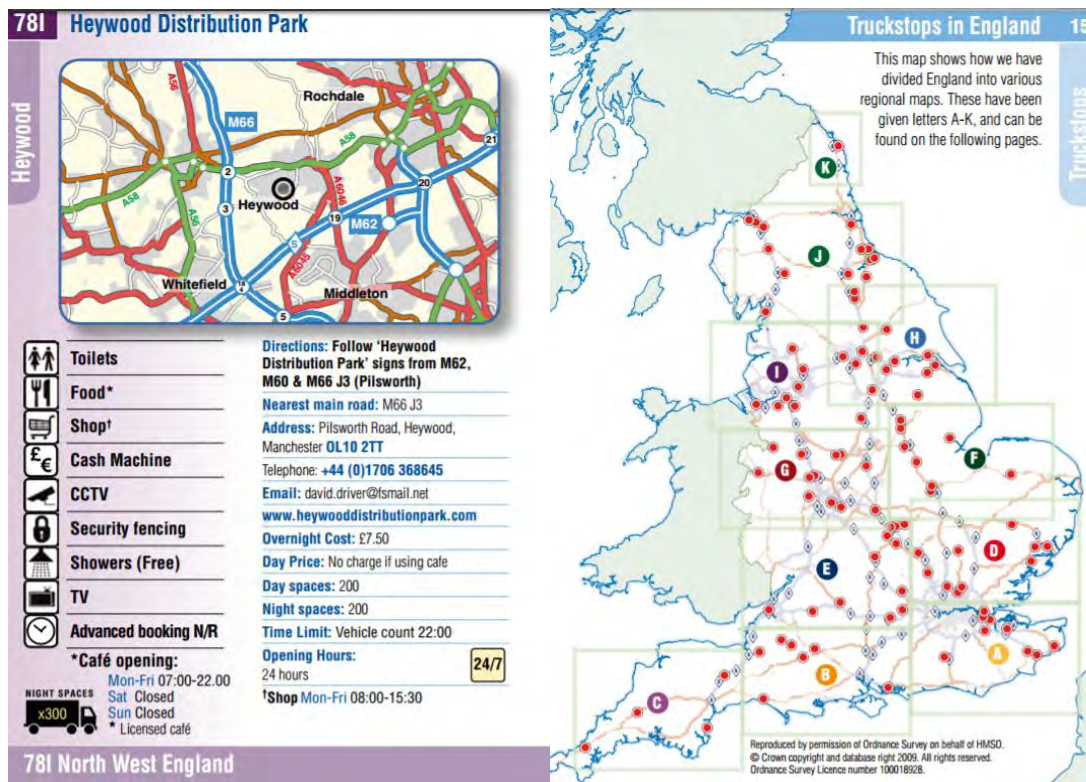 78I Heywood Distribution Park
Heywood
Rochdale
A56
M66
A58
21
2
20
Heywood
A6046
3
19
A58
A56
M62
S
A6045
Whitefield
18
4
Middleton
5
Toilets
Food*
Shop†
£
€
Cash Machine
CCTV
Security fencing
Showers (Free)
TV
Advanced booking N/R
*Café opening:
Mon-Fri 07:00-22.00
Sat Closed
Sun Closed
* Licensed café
NIGHT SPACES
x300
Directions: Follow ‘Heywood
Distribution Park’ signs from M62,
M60 & M66 J3 (Pilsworth)
Nearest main road: M66 J3
Address: Pilsworth Road, Heywood,
Manchester OL10 2TT
Telephone: +44 (0)1706 368645
Email: david.driver@fsmail.net
www.heywooddistributionpark.com
Overnight Cost: £7.50
Day Price: No charge if using cafe
Day spaces: 200
Night spaces: 200
Time Limit: Vehicle count 22:00
Opening Hours:
24 hours
24/7
†Shop Mon-Fri 08:00-15:30
78I North West England
Truckstops in England 15
Truckstops
This map shows how we have
divided England into various
regional maps. These have been
given letters A-K, and can be
found on the following pages.
K
J
H
I
F
G
D
E
A
B
C
Reproduced by permission of Ordnance Survey on behalf of HMSO.
© Crown copyright and database right 2009. All rights reserved.
Ordnance Survey Licence number 100018928.